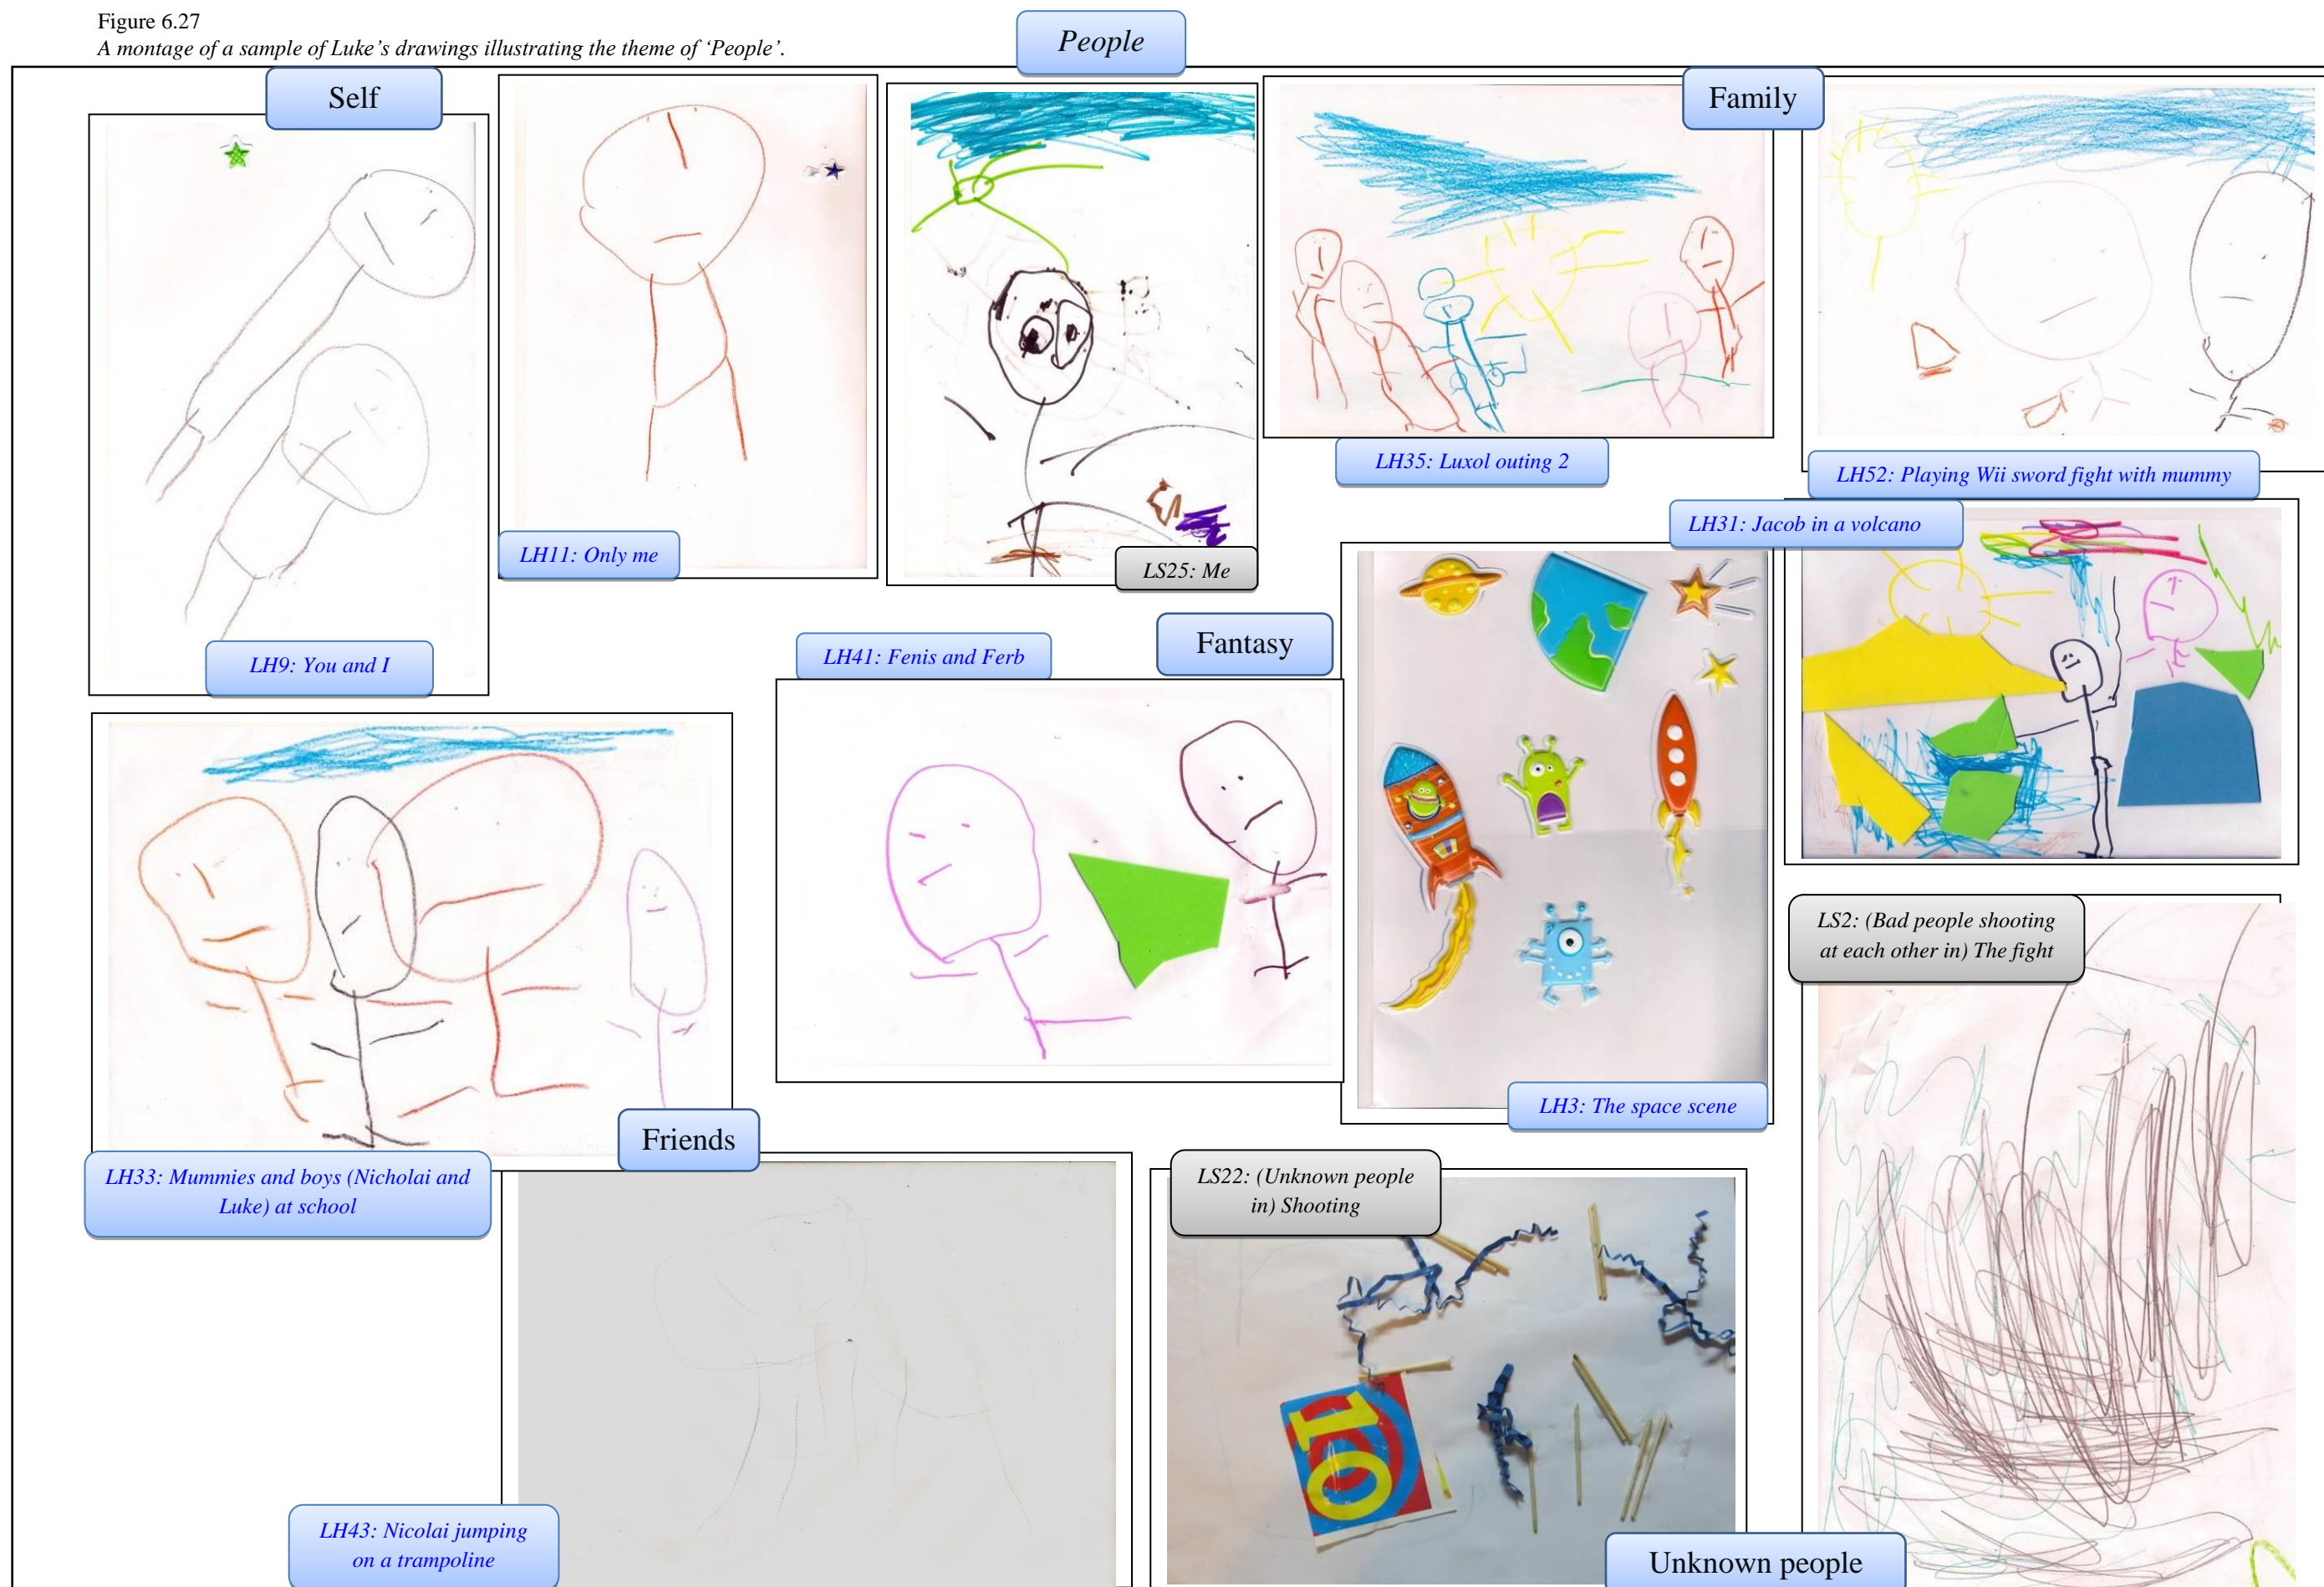 Figure 6.27
A montage of a sample of Luke’s drawings illustrating the theme of ‘People’.
People
Self
Family
LH35: Luxol outing 2
LH52: Playing Wii sword fight with mummy
LH31: Jacob in a volcano
LH11: Only me
LS25: Me
Fantasy
LH41: Fenis and Ferb
LH9: You and I
LS2: (Bad people shooting
at each other in) The fight
LH3: The space scene
Friends
LH33: Mummies and boys (Nicholai and
Luke) at school
LS22: (Unknown people
in) Shooting
10
LH43: Nicolai jumping
on a trampoline
Unknown people